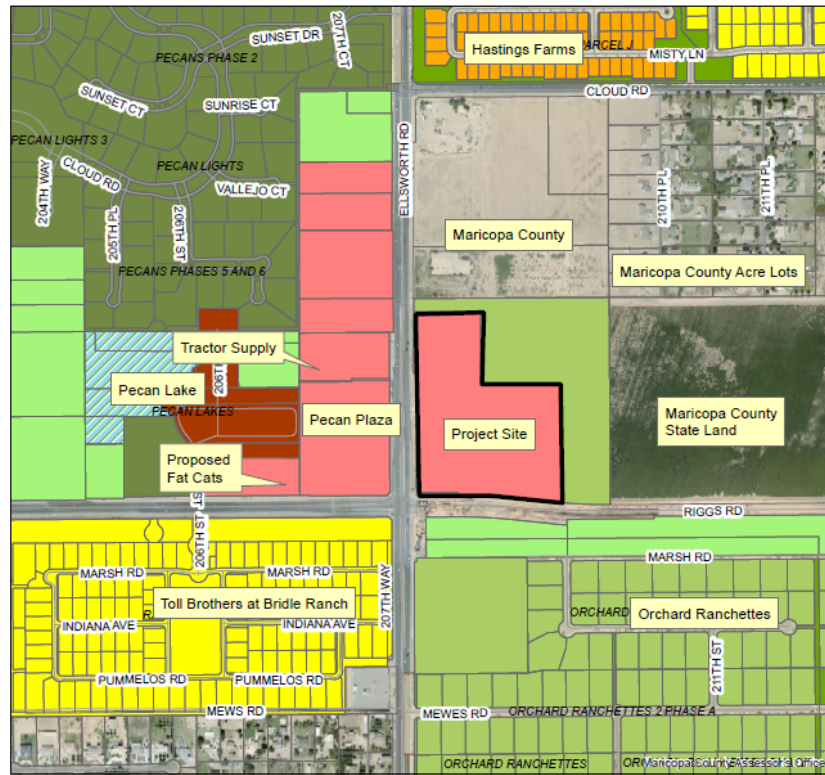 SUNSET DR
207TH CT
PECANS PHASE 2
Hastings Farms
PARCEL J
MISTY LN
CLOUD RD
SUNSET CT
SUNRISE CT
PECAN LIGHTS 3
PECAN LIGHTS
CLOUD RD
VALLEJO CT
204TH WAY
205TH PL
206TH ST
ELLSWORTH RD
210TH PL
211TH PL
Maricopa County
Maricopa County Acre Lots
PECANS PHASES 5 AND 6
Tractor Supply
206T
Pecan Lake
PECAN LAKES
Pecan Plaza
Project Site
Maricopa County
State Land
Proposed
Fat Cats
RIGGS RD
206TH ST
ST
MARSH RD
MARSH RD
MARSH RD
Toll Brothers at Bridle Ranch
207TH WAY
ORCHARD
Orchard Ranchettes
INDIANA AVE
INDIANA AVE
211TH ST
PUMMELOS RD
PUMMELOS RD
MEWS RD
MEWES RD
ORCHARD RANCHETTES 2 PHASE A
ORCHARD RANCHETTES
Maricopa County Assessor's Office